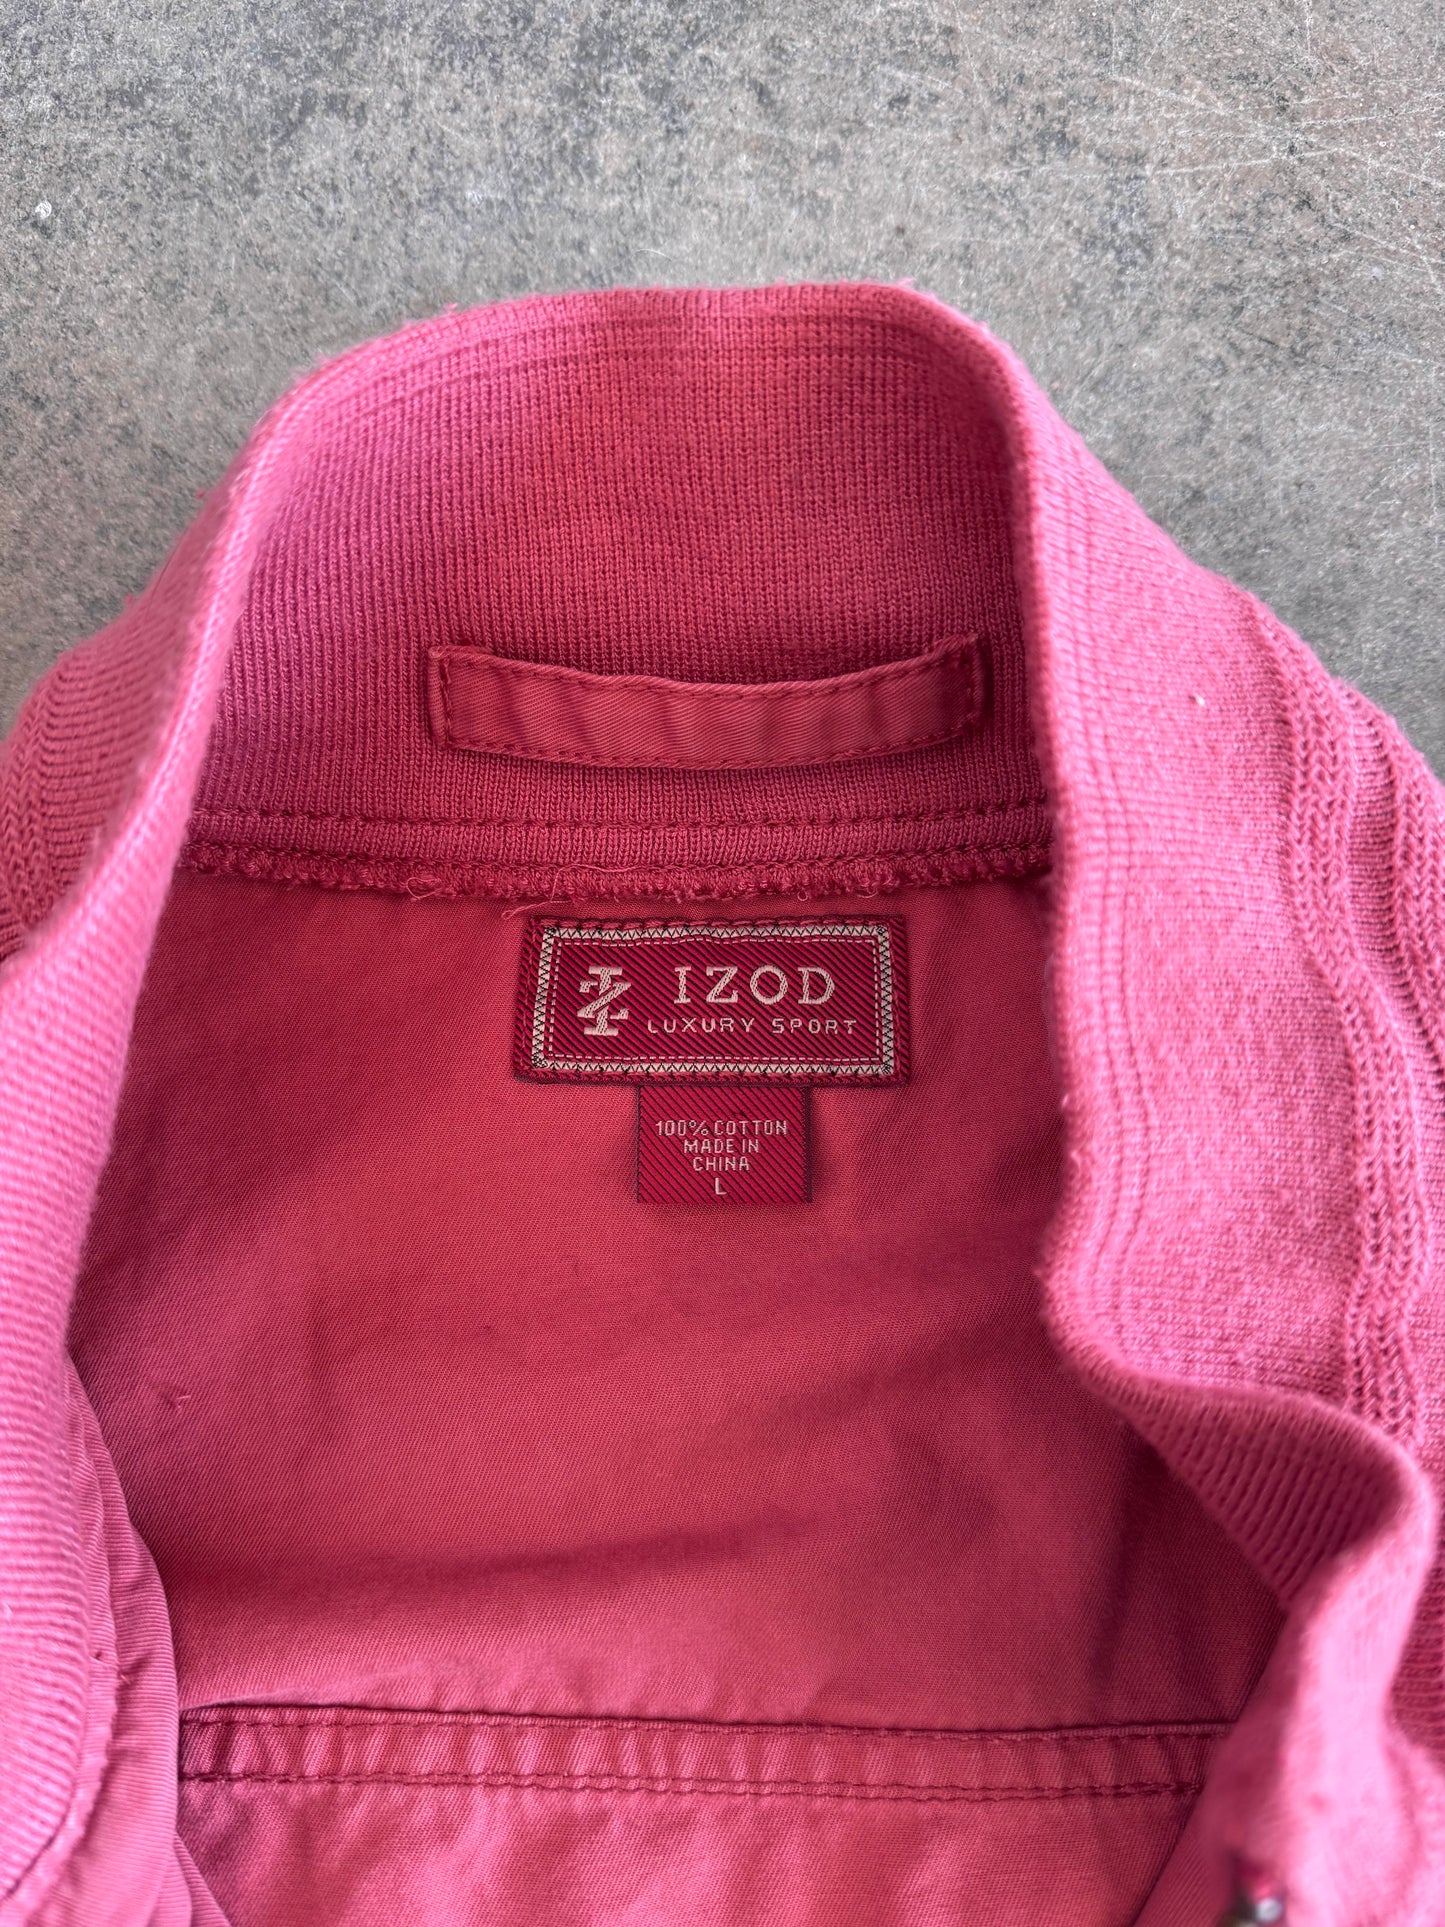 IZOD
LUXURY SPORT
100% COTTON
MADE IN
CHINA
L